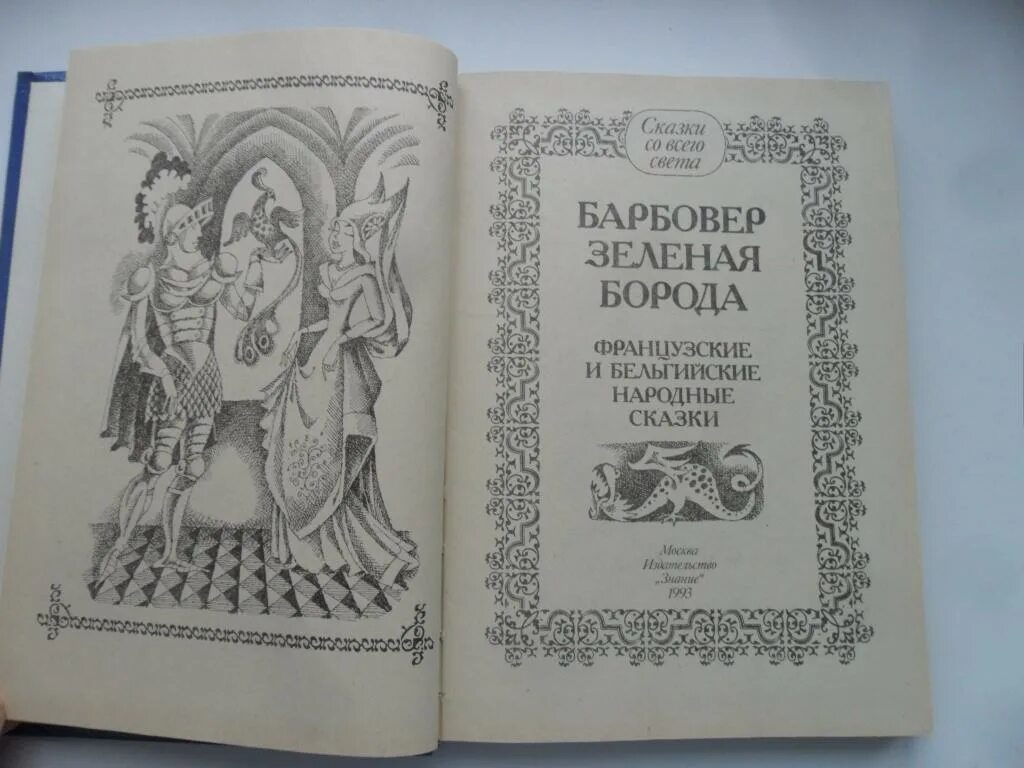 Сказки
со всего
света
БАРБОВЕР
ЗЕЛЕНАЯ
БОРОДА
ФРАНЦУЗСКИЕ
И БЕЛЬГИЙСКИЕ
НАРОДНЫЕ
СКАЗКИ
Москва
Издательство
„Знание"
1993